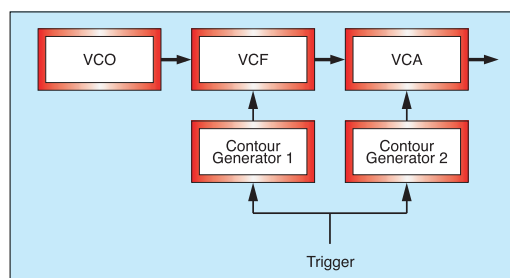 VCO
VCF
VCA
Contour
Generator 1
Contour
Generator 2
Trigger